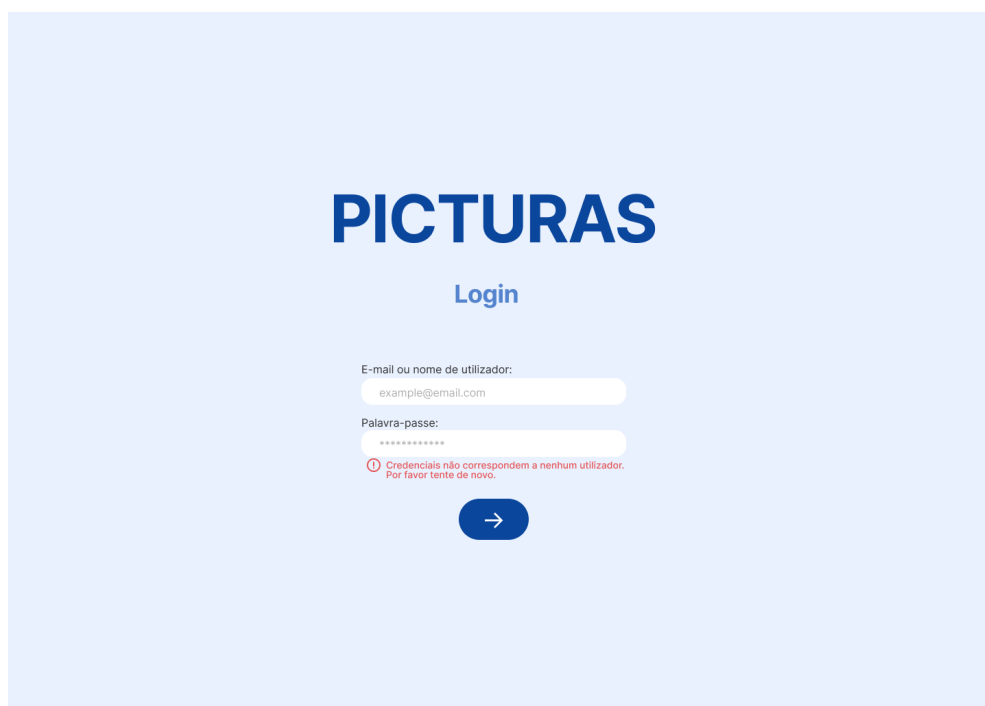 PICTURAS
Login
E-mail ou nome de utilizador:
example@email.com
Palavra-passe:
************
Credenciais não correspondem a nenhum utilizador.
Por favor tente de novo.